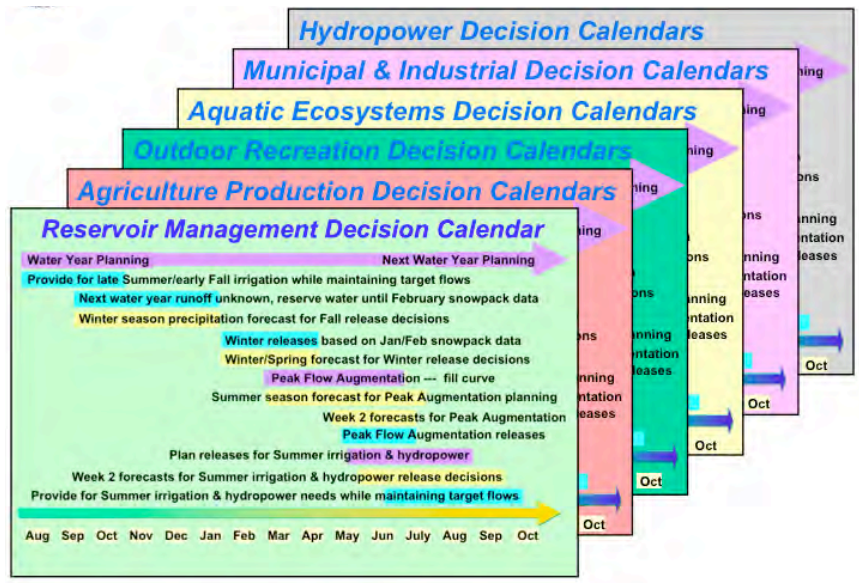 Hydropower Decision Calendars
Municipal & Industrial Decision Calendars
Aquatic Ecosystems Decision Calendars
Outdoor Recreation Decision Calendars
Agriculture Production Decision Calendars
Reservoir Management Decision Calendar
Water Year Planning Next Water Year Planning
Provide for late Summer/early Fall irrigation while maintaining target flows
Next water year runoff unknown, reserve water until February snowpack data
Winter season precipitation forecast for Fall release decisions
Winter releases based on Jan/Feb snowpack data
Winter/Spring forecast for Winter release decisions
Peak Flow Augmentation --- fill curve
Summer season forecast for Peak Augmentation planning
Week 2 forecasts for Peak Augmentation
Peak Flow Augmentation releases
Plan releases for Summer irrigation & hydropower
Week 2 forecasts for Summer irrigation & hydropower release decisions
Provide for Summer irrigation & hydropower needs while maintaining target flows
Aug Sep Oct Nov Dec Jan Feb Mar Apr May Jun July Aug Sep Oct
Oct
Oct
Oct
Oct
Oct